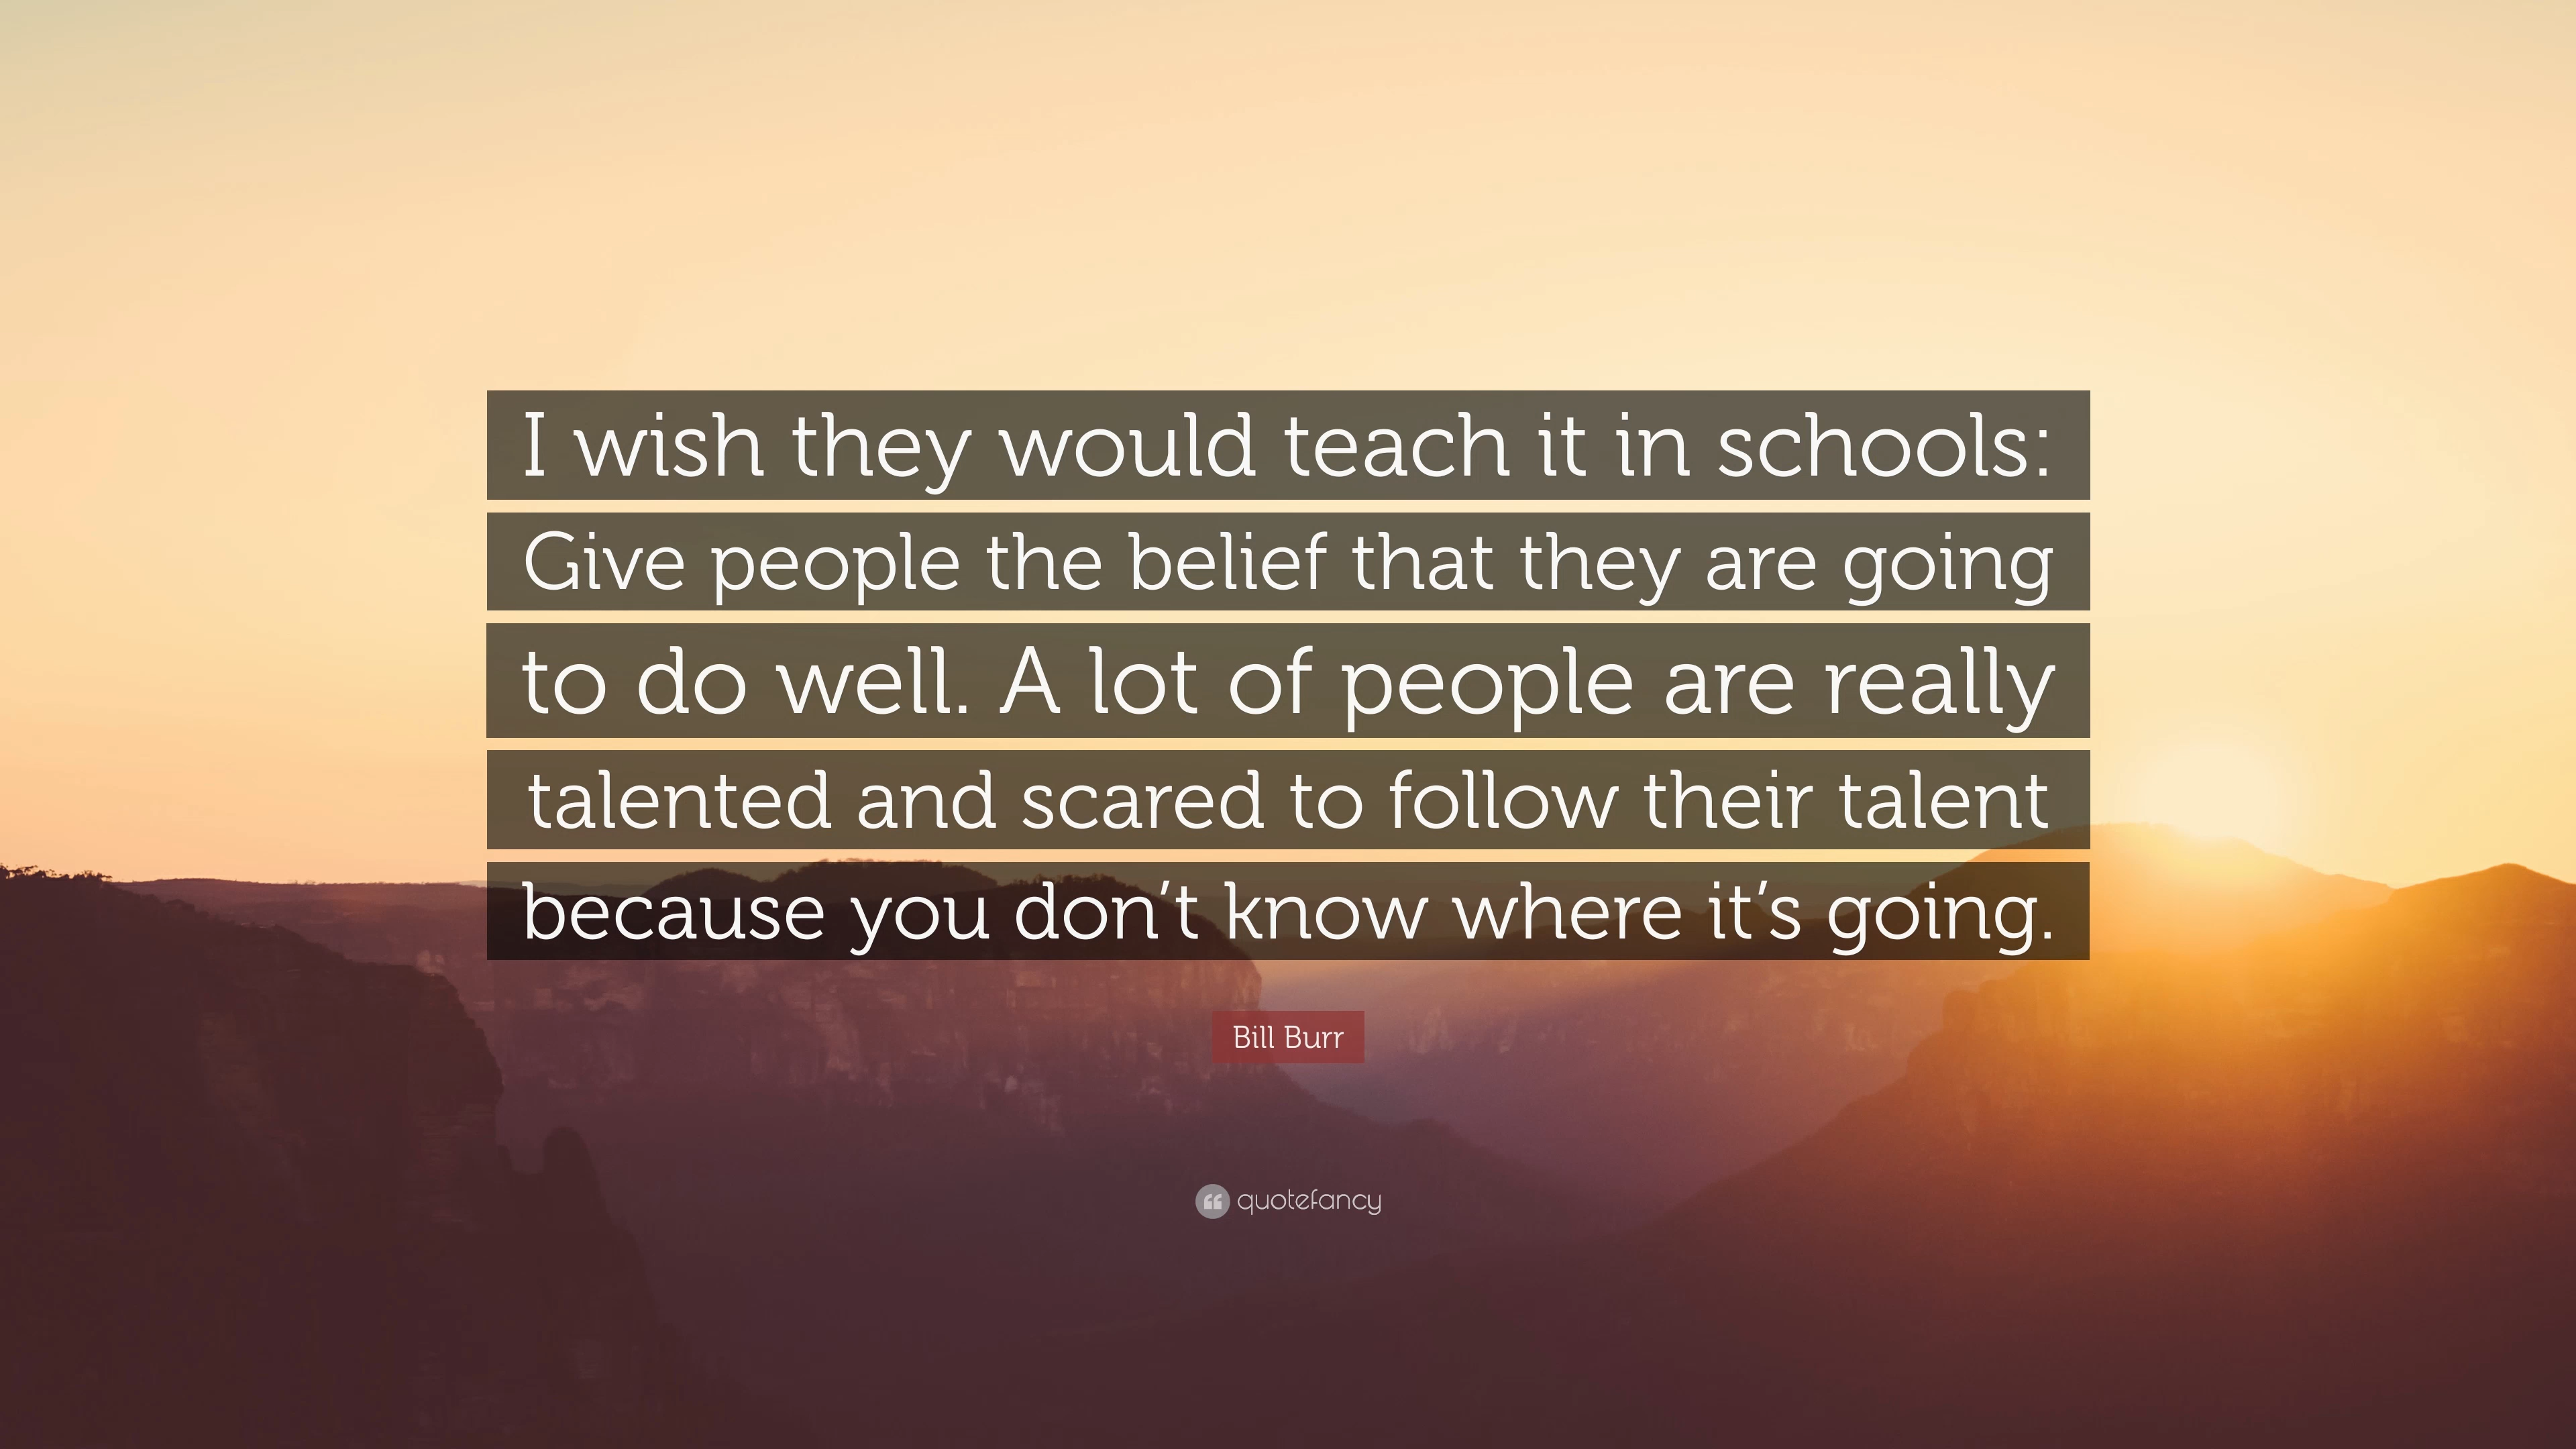 I wish they would teach it in schools:
Give people the belief that they are going
to do well. A lot of people are really
talented and scared to follow their talent
because you don’t know where it’s going.
Bill Burr
quotefancy